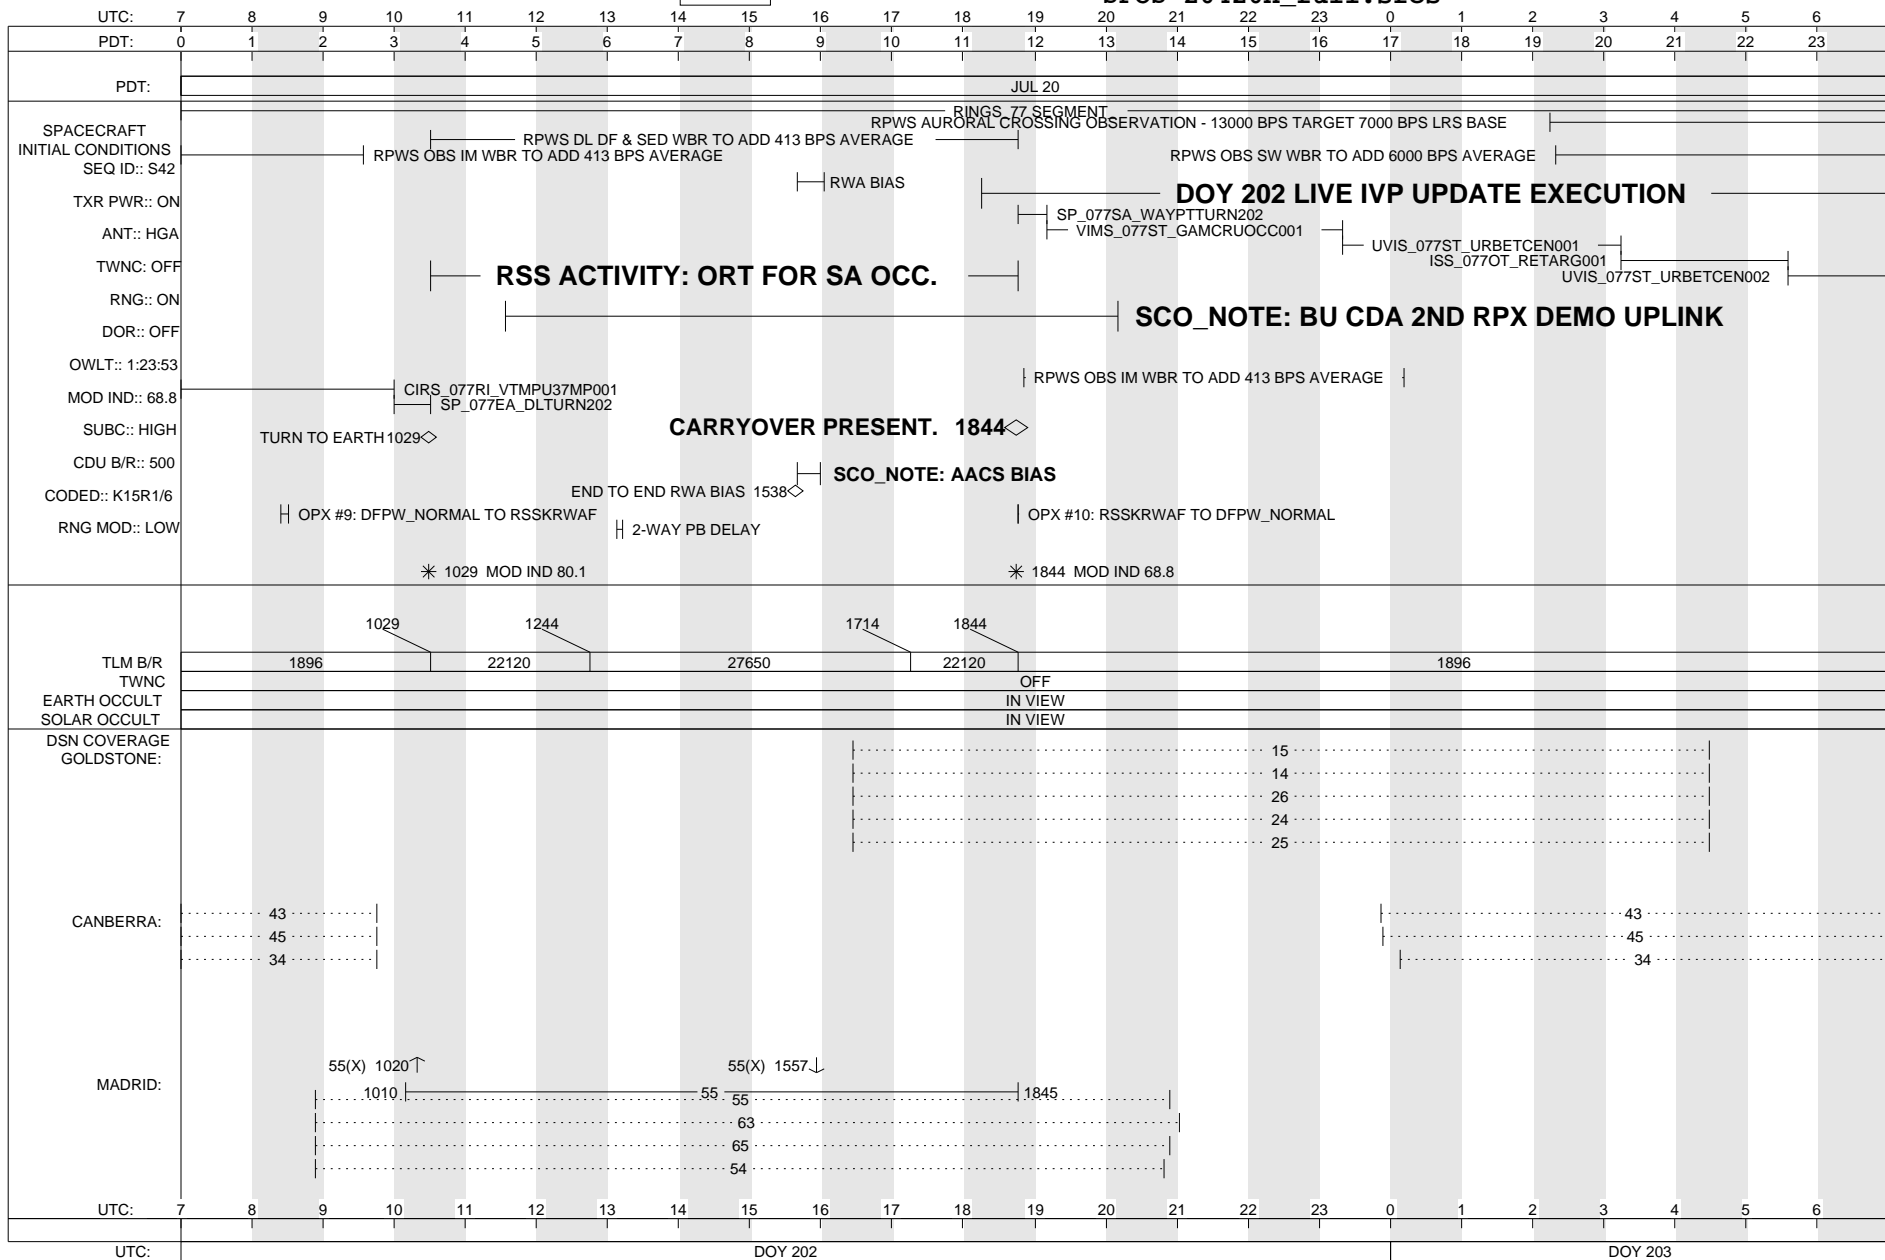 UTC: 7 8 9 10 11 12 13 14 15 16 17 18 19 20 21 22 23 0 1 2 3 4 5 6
PDT: 0 1 2 3 4 5 6 7 8 9 10 11 12 13 14 15 16 17 18 19 20 21 22 23
PDT: JUL 20
RINGS_77 SEGMENT
RPWS AURORAL CROSSING OBSERVATION - 13000 BPS TARGET 7000 BPS LRS BASE
SPACECRAFT
INITIAL CONDITIONS
RPWS DL DF & SED WBR TO ADD 413 BPS AVERAGE
RPWS OBS IM WBR TO ADD 413 BPS AVERAGE
RPWS OBS SW WBR TO ADD 6000 BPS AVERAGE
SEQ ID:: S42
RWA BIAS
DOY 202 LIVE IVP UPDATE EXECUTION
TXR PWR:: ON
SP_077SA_WAYPTTURN202
VIMS_077ST_GAMCRUOCC001
ANT:: HGA
UVIS_077ST_URBETCEN001
ISS_077OT_RETARG001
TWNC: OFF
RSS ACTIVITY: ORT FOR SA OCC.
UVIS_077ST_URBETCEN002
RNG:: ON
SCO_NOTE: BU CDA 2ND RPX DEMO UPLINK
DOR:: OFF
OWLT:: 1:23:53
RPWS OBS IM WBR TO ADD 413 BPS AVERAGE
MOD IND:: 68.8
CIRS_077RI_VTMPU37MP001
SP_077EA_DLTURN202
SUBC:: HIGH
TURN TO EARTH 1029
CARRYOVER PRESENT. 1844
CDU B/R:: 500
SCO_NOTE: AACS BIAS
CODED:: K15R1/6
END TO END RWA BIAS 1538
OPX #9: DFPW_NORMAL TO RSSKRWAF
OPX #10: RSSKRWAF TO DFPW_NORMAL
RNG MOD:: LOW
2-WAY PB DELAY
1029 MOD IND 80.1
1844 MOD IND 68.8
1029 1244 1714 1844
TLM B/R 1896 22120 27650 22120 1896
TWNC OFF
EARTH OCCULT IN VIEW
SOLAR OCCULT IN VIEW
DSN COVERAGE
GOLDSTONE:
15
14
26
24
25
CANBERRA:
43 43
45 45
34 34
MADRID:
55(X) 1020 55(X) 1557
1010 55 1845
55
63
65
54
UTC: 7 8 9 10 11 12 13 14 15 16 17 18 19 20 21 22 23 0 1 2 3 4 5 6
UTC: DOY 202 DOY 203